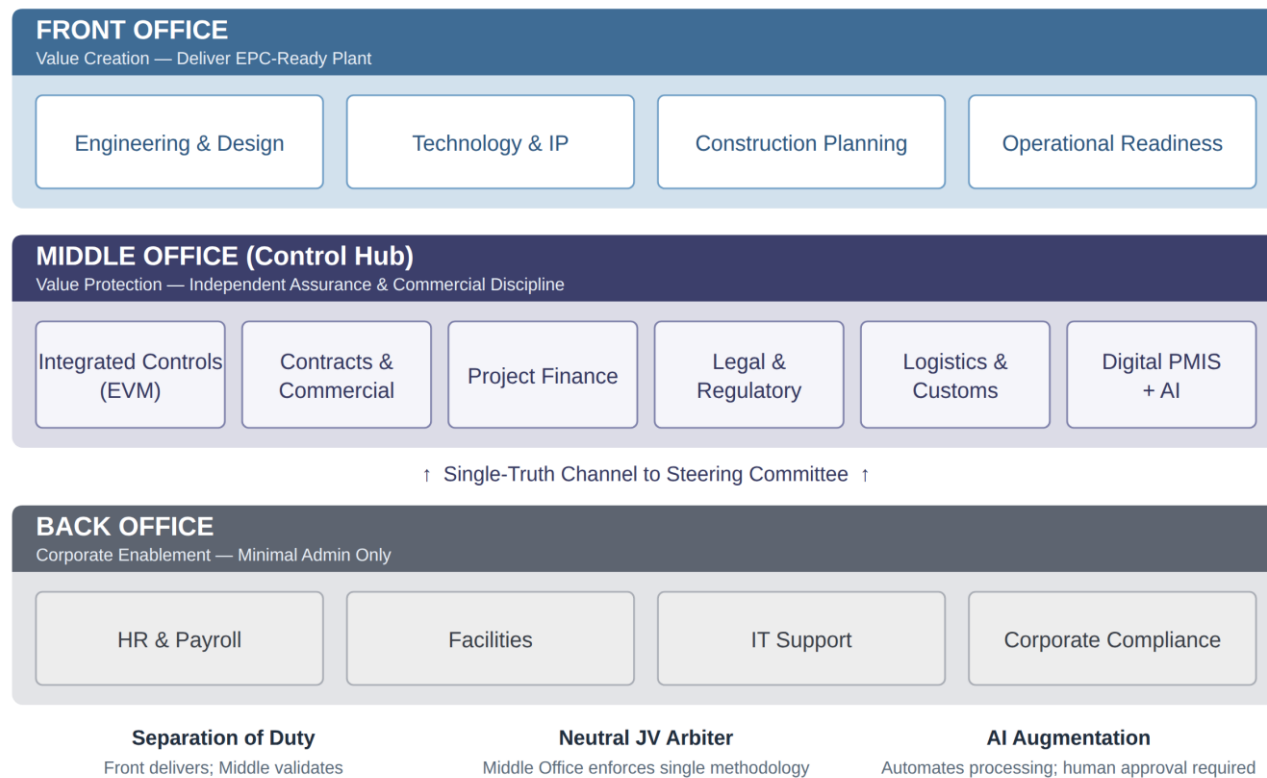 FRONT OFFICE
Value Creation — Deliver EPC-Ready Plant
Engineering & Design
Technology & IP
Construction Planning
Operational Readiness
MIDDLE OFFICE (Control Hub)
Value Protection — Independent Assurance & Commercial Discipline
Integrated Controls
(EVM)
Contracts &
Commercial
Project Finance
Legal &
Regulatory
Logistics &
Customs
Digital PMIS
+ AI
↑ Single-Truth Channel to Steering Committee ↑
BACK OFFICE
Corporate Enablement — Minimal Admin Only
HR & Payroll
Facilities
IT Support
Corporate Compliance
Separation of Duty
Front delivers; Middle validates
Neutral JV Arbiter
Middle Office enforces single methodology
AI Augmentation
Automates processing; human approval required